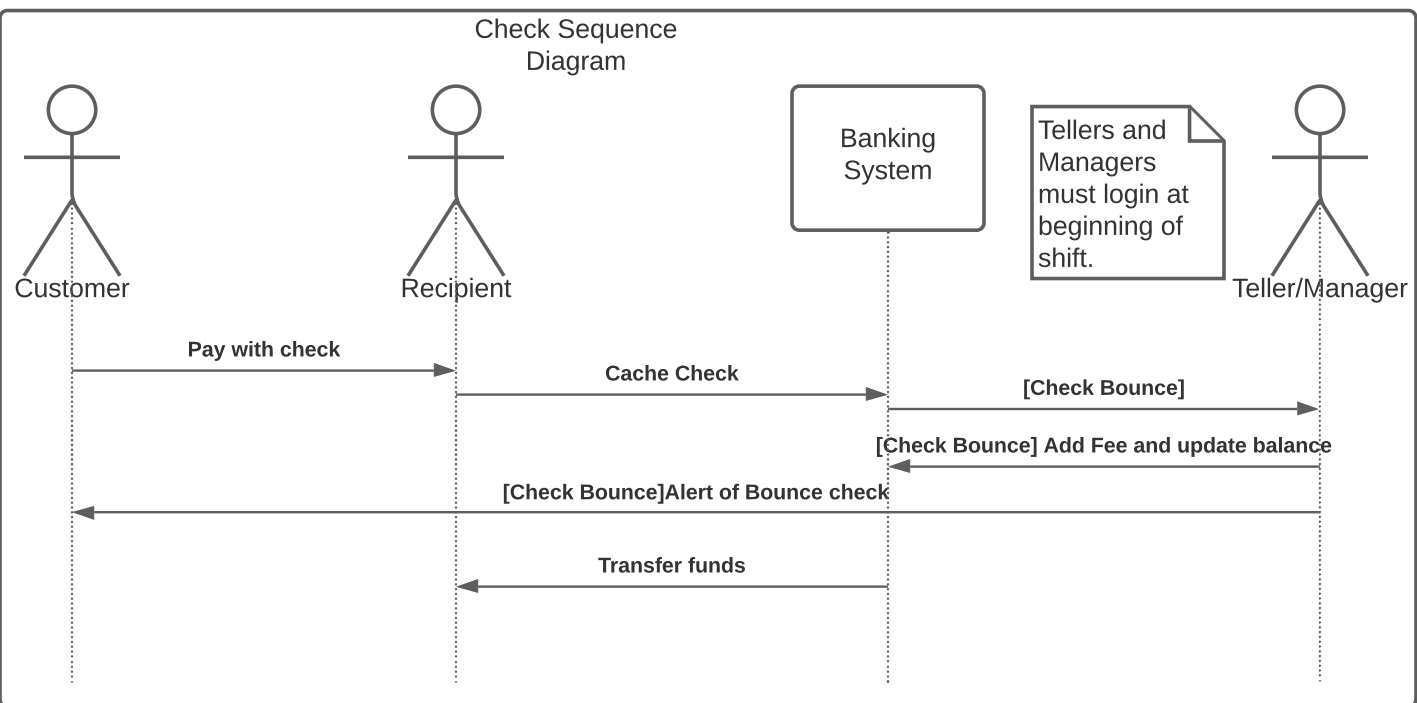 Check Sequence
Diagram
Banking
System
Tellers and
Managers
must login at
beginning of
shift.
Customer
Recipient
Teller/Manager
Pay with check
Cache Check
[Check Bounce]
[Check Bounce] Add Fee and update balance
[Check Bounce]Alert of Bounce check
Transfer funds